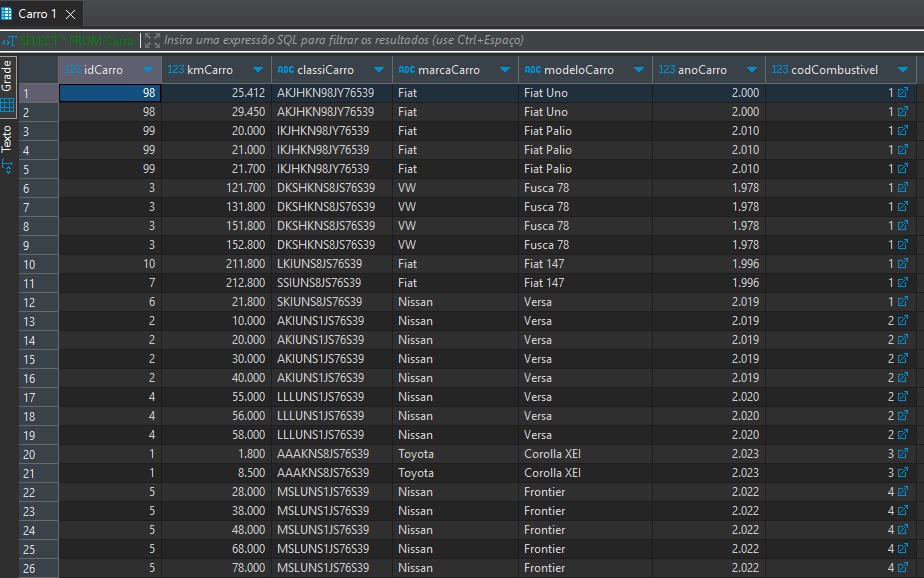 Carro 1
SELECT * FROM Carro Insira uma expressão SQL para filtrar os resultados (use Ctrl+Espaço)
Grade
Texto
123 idCarro 123 kmCarro ABC classiCarro ABC marcaCarro ABC modeloCarro 123 anoCarro 123 codCombustivel
1 98 25.412 AKJHKN98JY76539 Fiat Fiat Uno 2.000 1
2 98 29.450 AKJHKN98JY76539 Fiat Fiat Uno 2.000 1
3 99 20.000 IKJHKN98JY76539 Fiat Fiat Palio 2.010 1
4 99 21.000 IKJHKN98JY76539 Fiat Fiat Palio 2.010 1
5 99 21.700 IKJHKN98JY76539 Fiat Fiat Palio 2.010 1
6 3 121.700 DKSHKNS8JS76S39 VW Fusca 78 1.978 1
7 3 131.800 DKSHKNS8JS76S39 VW Fusca 78 1.978 1
8 3 151.800 DKSHKNS8JS76S39 VW Fusca 78 1.978 1
9 3 152.800 DKSHKNS8JS76S39 VW Fusca 78 1.978 1
10 10 211.800 LKIUNS8JS76S39 Fiat Fiat 147 1.996 1
11 7 212.800 SSIUNS8JS76S39 Fiat Fiat 147 1.996 1
12 6 21.800 SKIUNS8JS76S39 Nissan Versa 2.019 1
13 2 10.000 AKIUNS1JS76S39 Nissan Versa 2.019 2
14 2 20.000 AKIUNS1JS76S39 Nissan Versa 2.019 2
15 2 30.000 AKIUNS1JS76S39 Nissan Versa 2.019 2
16 2 40.000 AKIUNS1JS76S39 Nissan Versa 2.019 2
17 4 55.000 LLLUNS1JS76S39 Nissan Versa 2.020 2
18 4 56.000 LLLUNS1JS76S39 Nissan Versa 2.020 2
19 4 58.000 LLLUNS1JS76S39 Nissan Versa 2.020 2
20 1 1.800 AAAKNS8JS76S39 Toyota Corolla XEI 2.023 3
21 1 8.500 AAAKNS8JS76S39 Toyota Corolla XEI 2.023 3
22 5 28.000 MSLUNS1JS76S39 Nissan Frontier 2.022 4
23 5 38.000 MSLUNS1JS76S39 Nissan Frontier 2.022 4
24 5 48.000 MSLUNS1JS76S39 Nissan Frontier 2.022 4
25 5 68.000 MSLUNS1JS76S39 Nissan Frontier 2.022 4
26 5 78.000 MSLUNS1JS76S39 Nissan Frontier 2.022 4